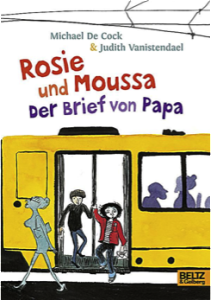 Michael De Cock
& Judith Vanistendael
Rosie
und Moussa
Der Brief von Papa
BELTZ
& Gelberg